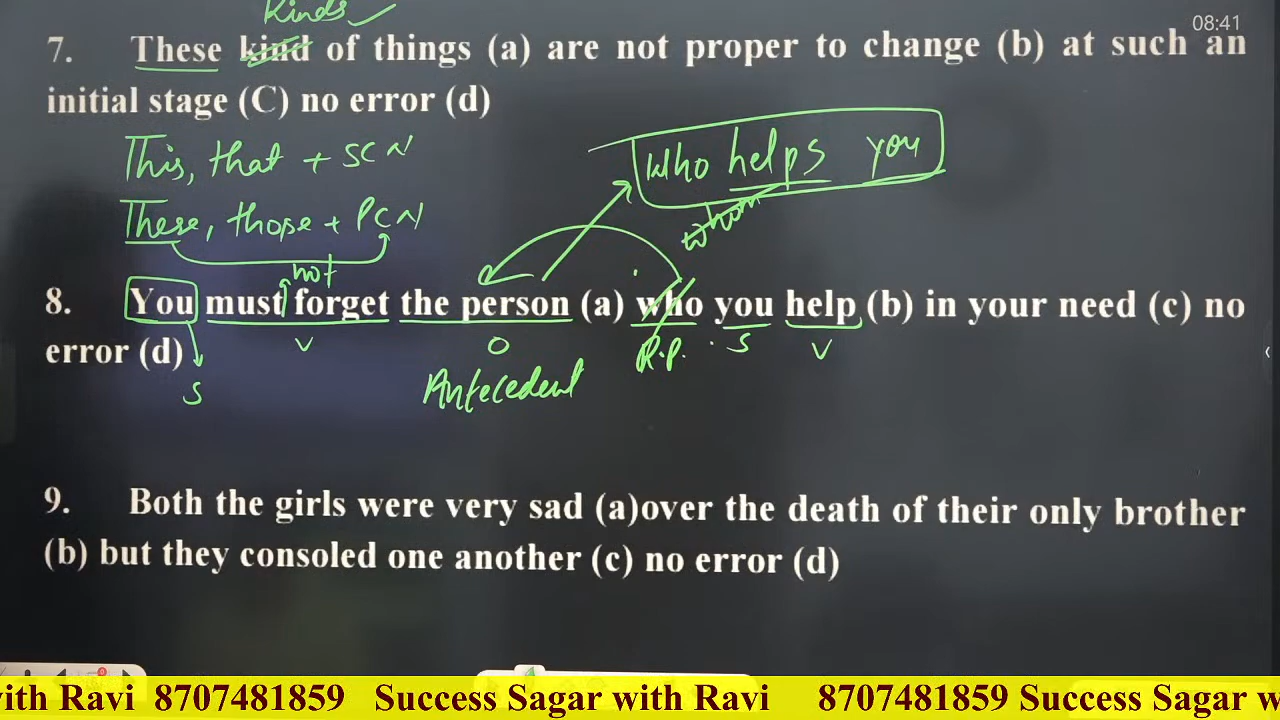 Kinds ✓
08:41
7. These kind of things (a) are not proper to change (b) at such an
initial stage (C) no error (d)
This, that + SCN
Who helps you
These, those + PCN
whom
not
8. You must forget the person (a) who you help (b) in your need (c) no
error (d)
V O R.P. S V
S Antecedent
9. Both the girls were very sad (a)over the death of their only brother
(b) but they consoled one another (c) no error (d)
with Ravi 8707481859 Success Sagar with Ravi 8707481859 Success Sagar w